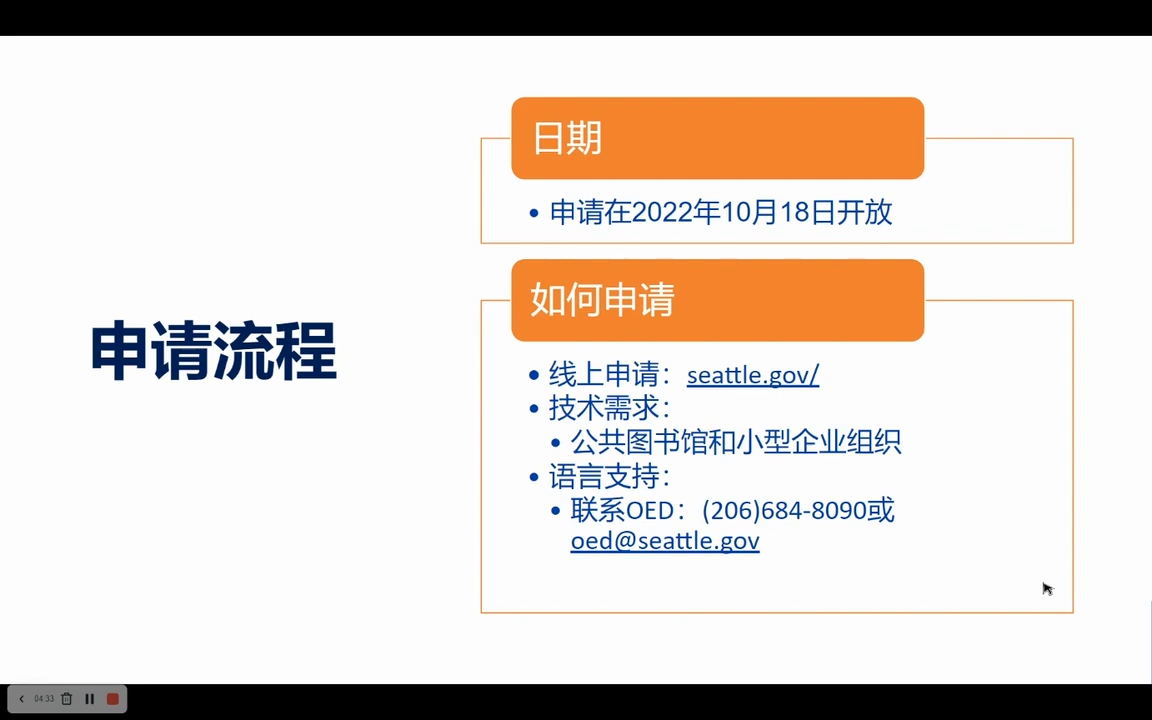 申请流程
日期
• 申请在2022年10月18日开放
如何申请
• 线上申请：seattle.gov/
• 技术需求：
• 公共图书馆和小型企业组织
• 语言支持：
• 联系OED：(206)684-8090或
oed@seattle.gov
04:33